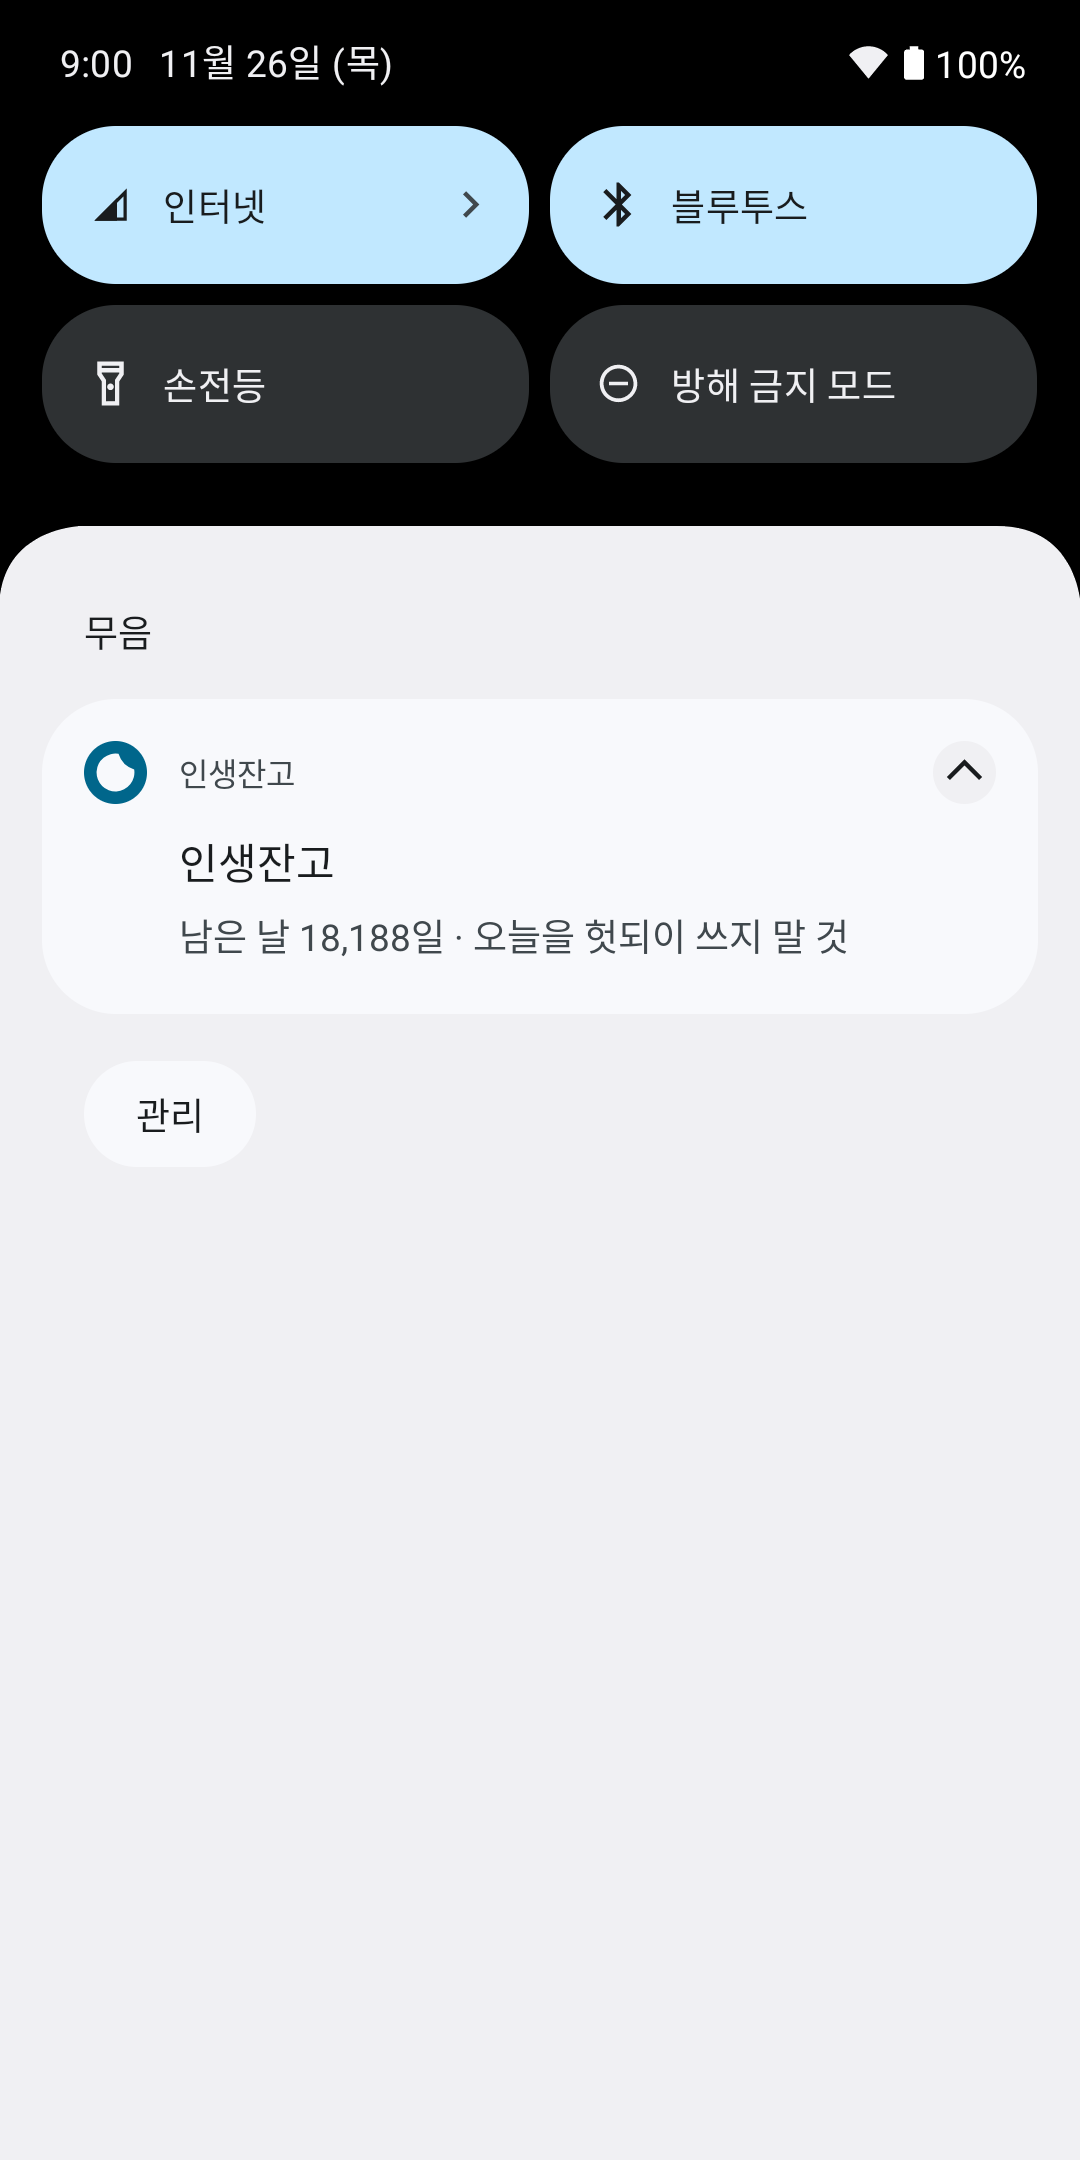 9:00 11월 26일 (목) 100%
인터넷 블루투스
손전등 방해 금지 모드
무음
인생잔고
인생잔고
남은 날 18,188일 · 오늘을 헛되이 쓰지 말 것
관리